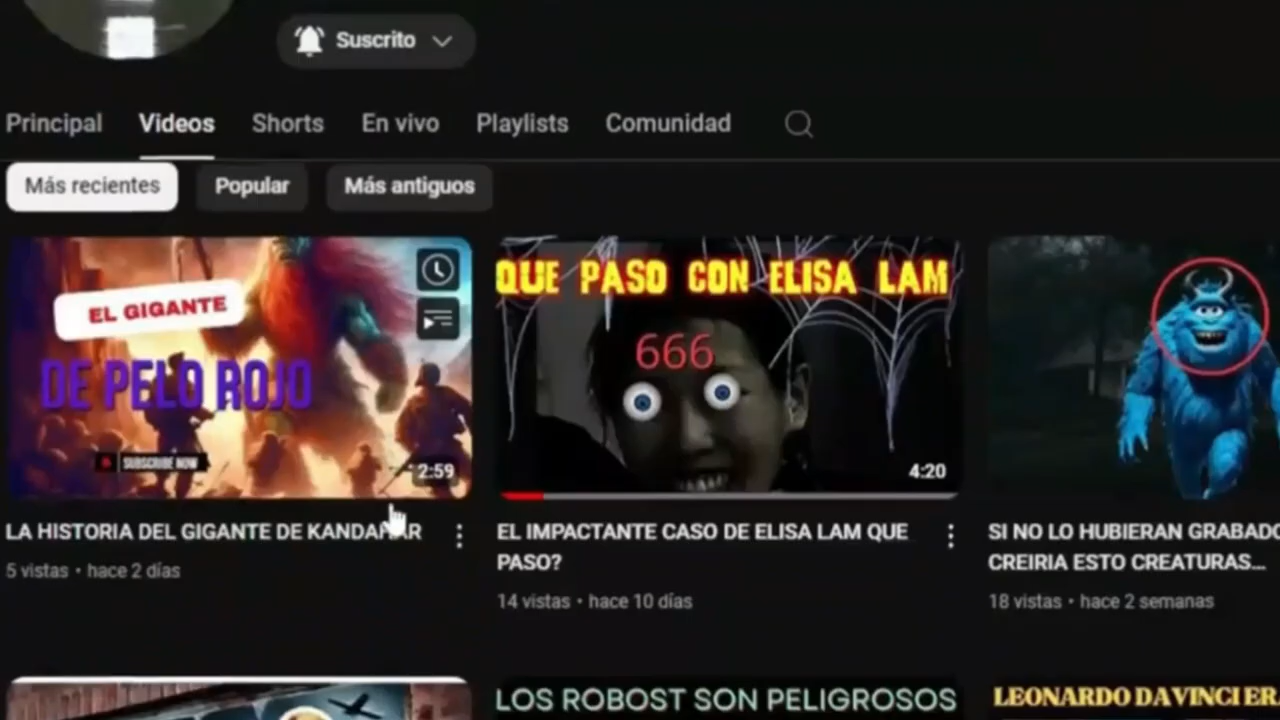 Suscrito
Principal Videos Shorts En vivo Playlists Comunidad
Más recientes Popular Más antiguos
EL GIGANTE
DE PELO ROJO
SUBSCRIBE NOW
2:59
QUE PASO CON ELISA LAM
666
4:20
LA HISTORIA DEL GIGANTE DE KANDAHAR
5 vistas • hace 2 días
EL IMPACTANTE CASO DE ELISA LAM QUE
PASO?
14 vistas • hace 10 días
SI NO LO HUBIERAN GRABADO
CREIRIA ESTO CREATURAS...
18 vistas • hace 2 semanas
LOS ROBOST SON PELIGROSOS
LEONARDO DA VINCI ER